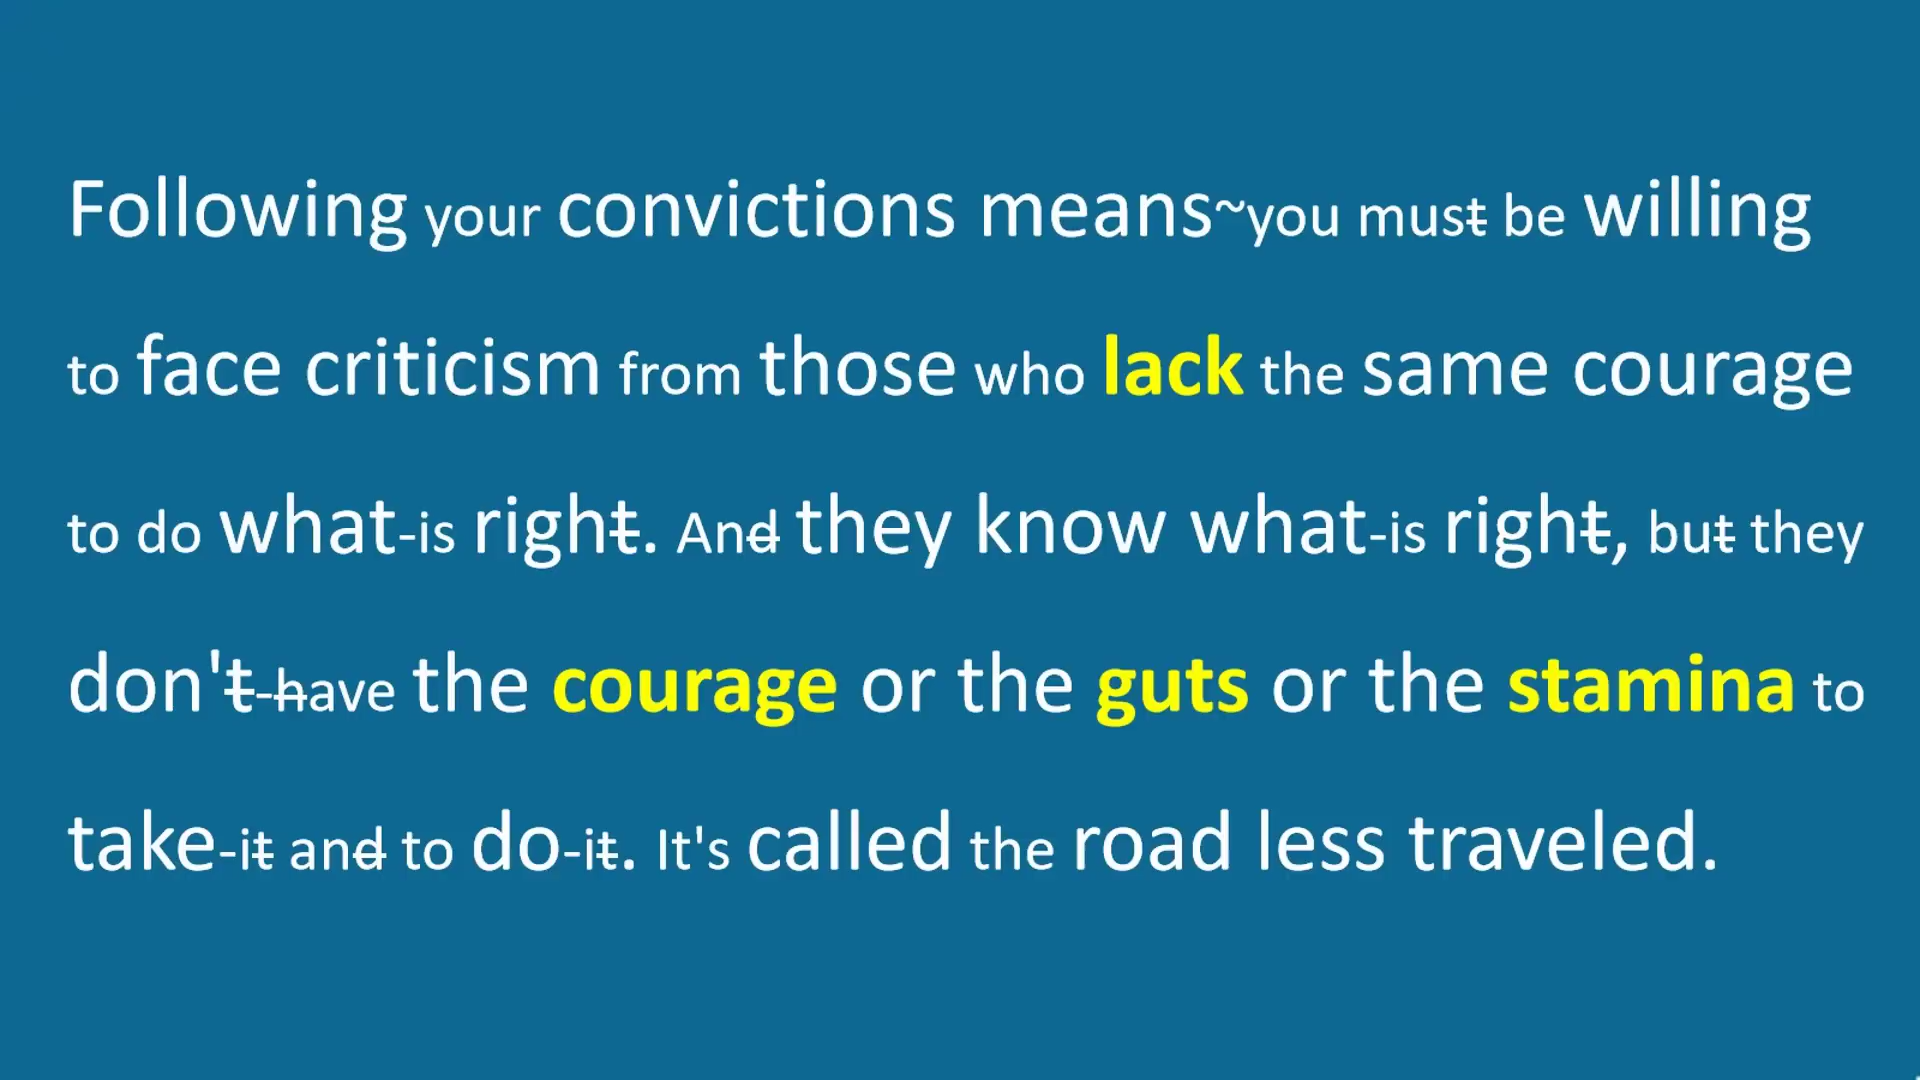 Following your convictions means~you must be willing
to face criticism from those who lack the same courage
to do what-is right. And they know what-is right, but they
don't-have the courage or the guts or the stamina to
take-it and to do-it. It's called the road less traveled.